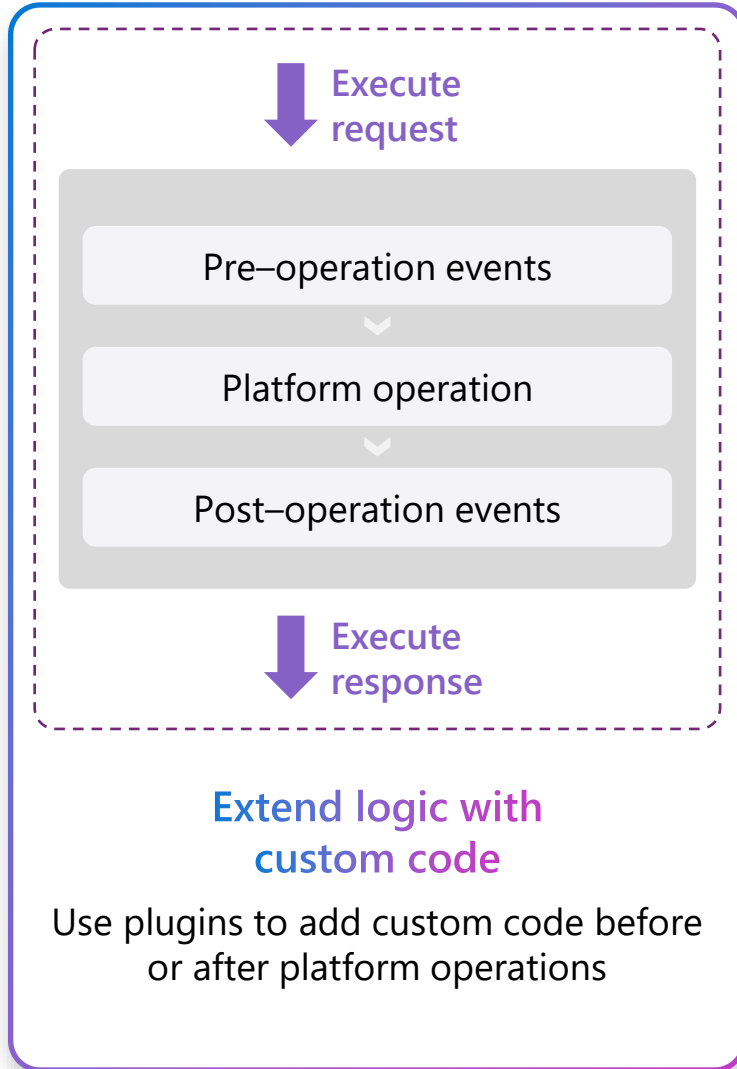 Execute
request
Pre–operation events
Platform operation
Post–operation events
Execute
response
Extend logic with
custom code
Use plugins to add custom code before
or after platform operations